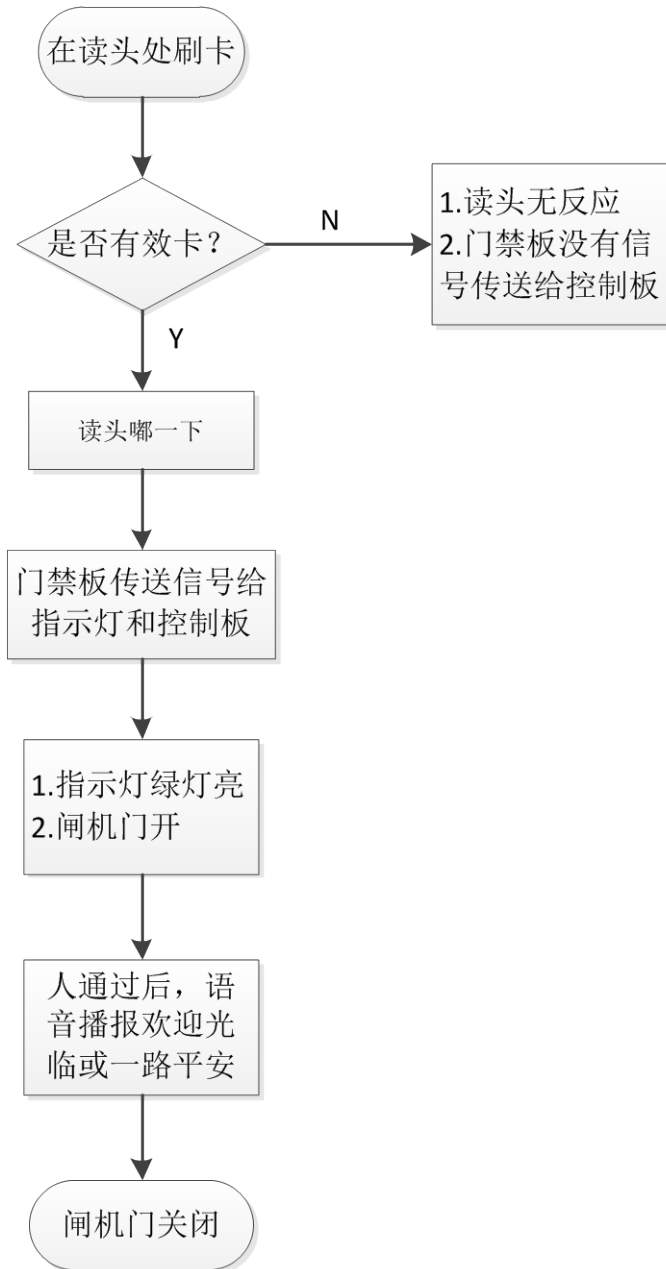 在读头处刷卡
是否有效卡？
N
1.读头无反应
2.门禁板没有信
号传送给控制板
Y
读头嘟一下
门禁板传送信号给
指示灯和控制板
1.指示灯绿灯亮
2.闸机门开
人通过后，语
音播报欢迎光
临或一路平安
闸机门关闭